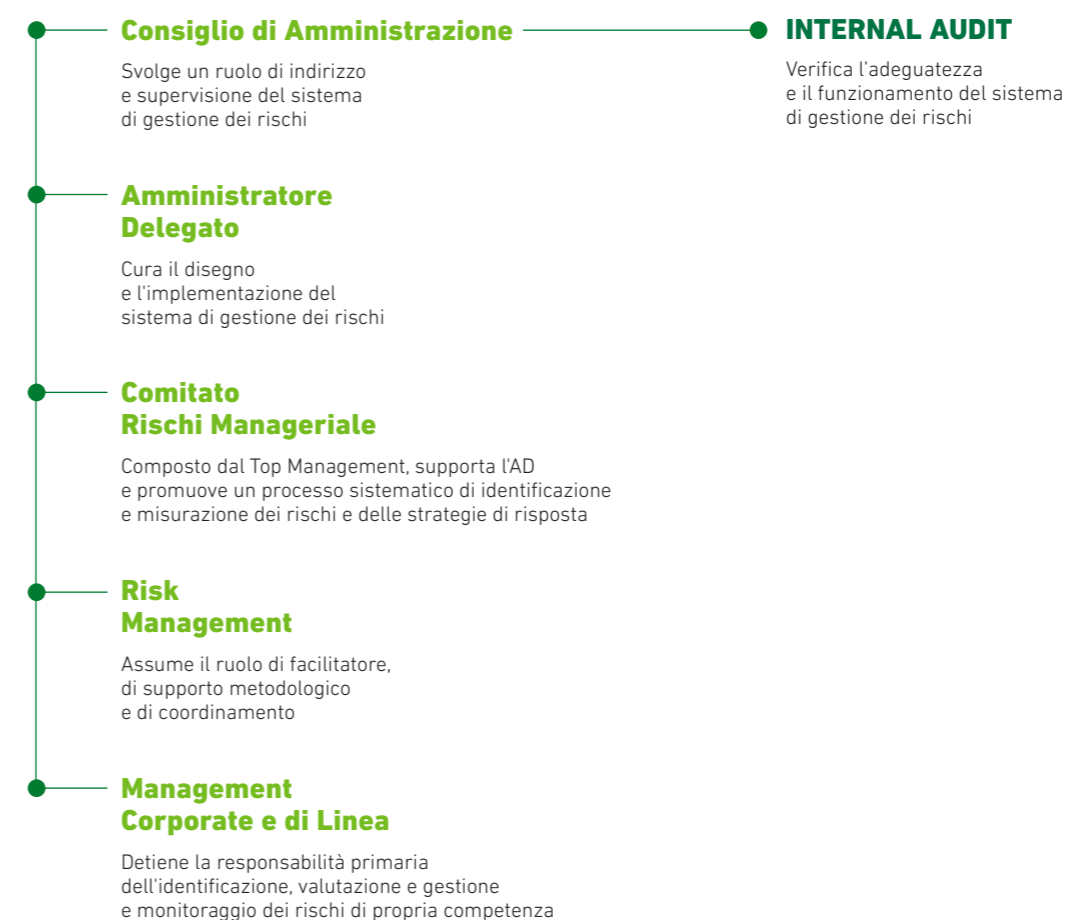 Consiglio di Amministrazione
Svolge un ruolo di indirizzo
e supervisione del sistema
di gestione dei rischi
INTERNAL AUDIT
Verifica l’adeguatezza
e il funzionamento del sistema
di gestione dei rischi
Amministratore
Delegato
Cura il disegno
e l'implementazione del
sistema di gestione dei rischi
Comitato
Rischi Manageriale
Composto dal Top Management, supporta l'AD
e promuove un processo sistematico di identificazione
e misurazione dei rischi e delle strategie di risposta
Risk
Management
Assume il ruolo di facilitatore,
di supporto metodologico
e di coordinamento
Management
Corporate e di Linea
Detiene la responsabilità primaria
dell'identificazione, valutazione e gestione
e monitoraggio dei rischi di propria competenza